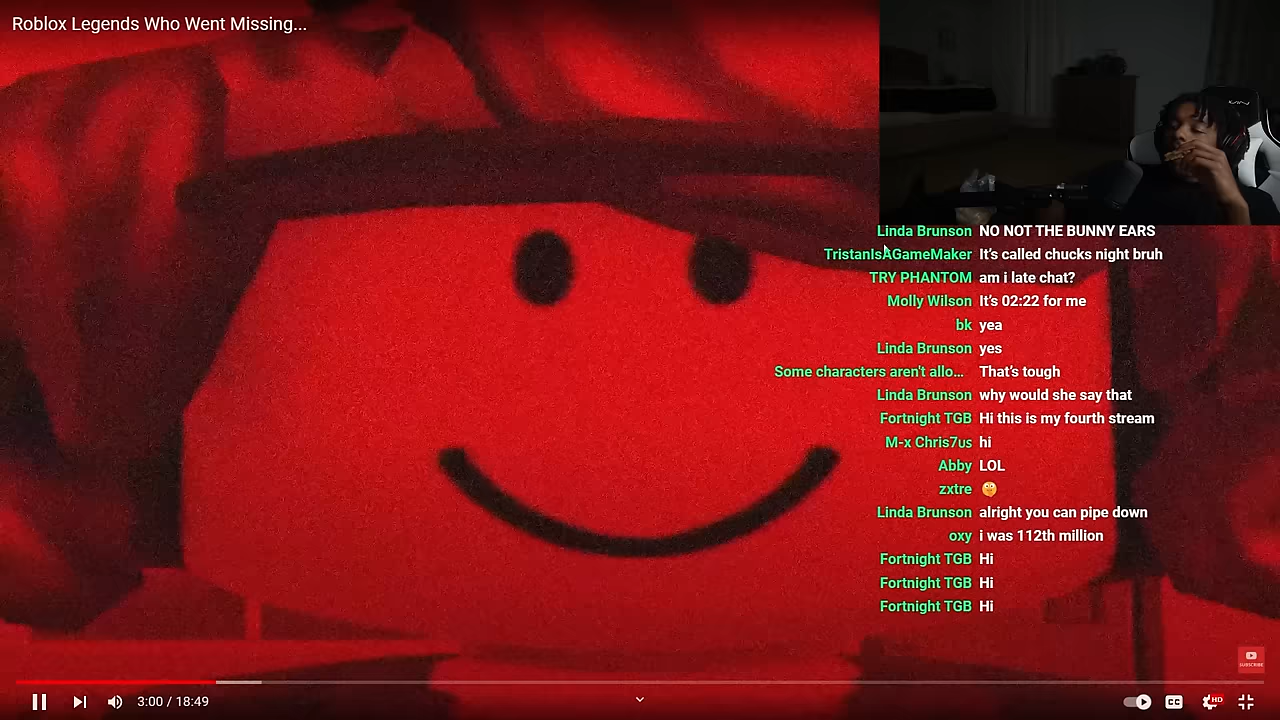 Roblox Legends Who Went Missing...
Linda Brunson NO NOT THE BUNNY EARS
TristanIsAGameMaker It's called chucks night bruh
TRY PHANTOM am i late chat?
Molly Wilson It's 02:22 for me
bk yea
Linda Brunson yes
Some characters aren't allo... That's tough
Linda Brunson why would she say that
Fortnight TGB Hi this is my fourth stream
M-x Chris7us hi
Abby LOL
zxtre 🤫
Linda Brunson alright you can pipe down
oxy i was 112th million
Fortnight TGB Hi
Fortnight TGB Hi
Fortnight TGB Hi
SUBSCRIBE
3:00 / 18:49
CC
HD